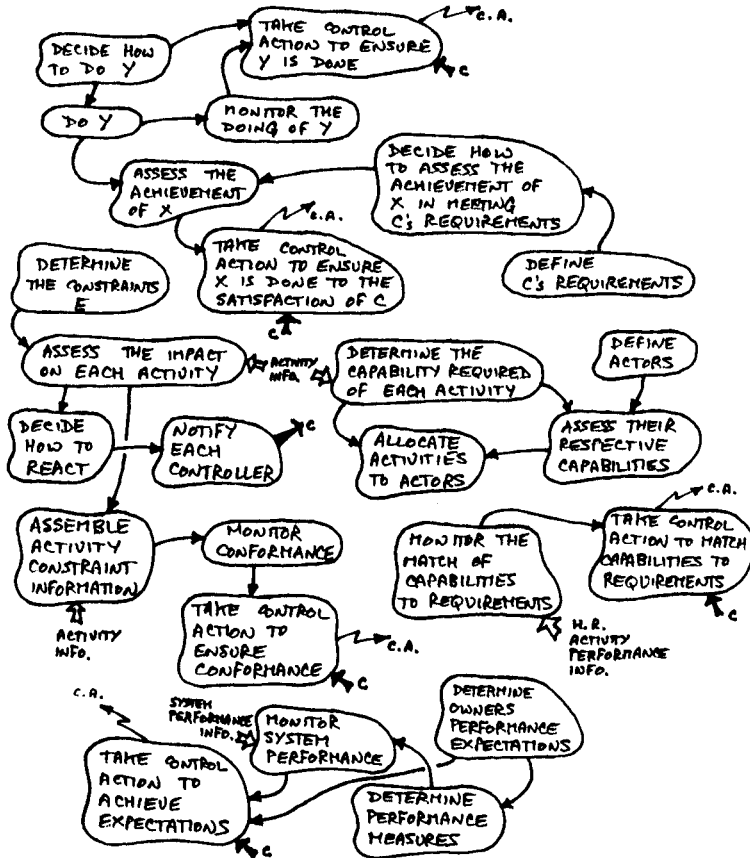 C.A.
TAKE CONTROL
ACTION TO ENSURE
Y IS DONE
C
DECIDE HOW
TO DO Y
DO Y
MONITOR THE
DOING OF Y
ASSESS THE
ACHIEVEMENT
OF X
DECIDE HOW
TO ASSESS THE
ACHIEVEMENT OF
X IN MEETING
C'S REQUIREMENTS
C.A.
TAKE CONTROL
ACTION TO ENSURE
X IS DONE TO THE
SATISFACTION OF C
C
DEFINE
C'S REQUIREMENTS
DETERMINE
THE CONSTRAINTS
E
ASSESS THE IMPACT
ON EACH ACTIVITY
ACTIVITY
INFO.
DETERMINE THE
CAPABILITY REQUIRED
OF EACH ACTIVITY
DEFINE
ACTORS
DECIDE
HOW TO
REACT
NOTIFY
EACH
CONTROLLER
C
ALLOCATE
ACTIVITIES
TO ACTORS
ASSESS THEIR
RESPECTIVE
CAPABILITIES
ASSEMBLE
ACTIVITY
CONSTRAINT
INFORMATION
ACTIVITY
INFO.
MONITOR
CONFORMANCE
TAKE CONTROL
ACTION TO
ENSURE
CONFORMANCE
C.A.
C
MONITOR THE
MATCH OF
CAPABILITIES
TO REQUIREMENTS
H.R.
ACTIVITY
PERFORMANCE
INFO.
C.A.
TAKE CONTROL
ACTION TO MATCH
CAPABILITIES TO
REQUIREMENTS
C
C.A.
TAKE CONTROL
ACTION TO
ACHIEVE
EXPECTATIONS
C
SYSTEM
PERFORMANCE
INFO.
MONITOR
SYSTEM
PERFORMANCE
DETERMINE
OWNERS
PERFORMANCE
EXPECTATIONS
DETERMINE
PERFORMANCE
MEASURES